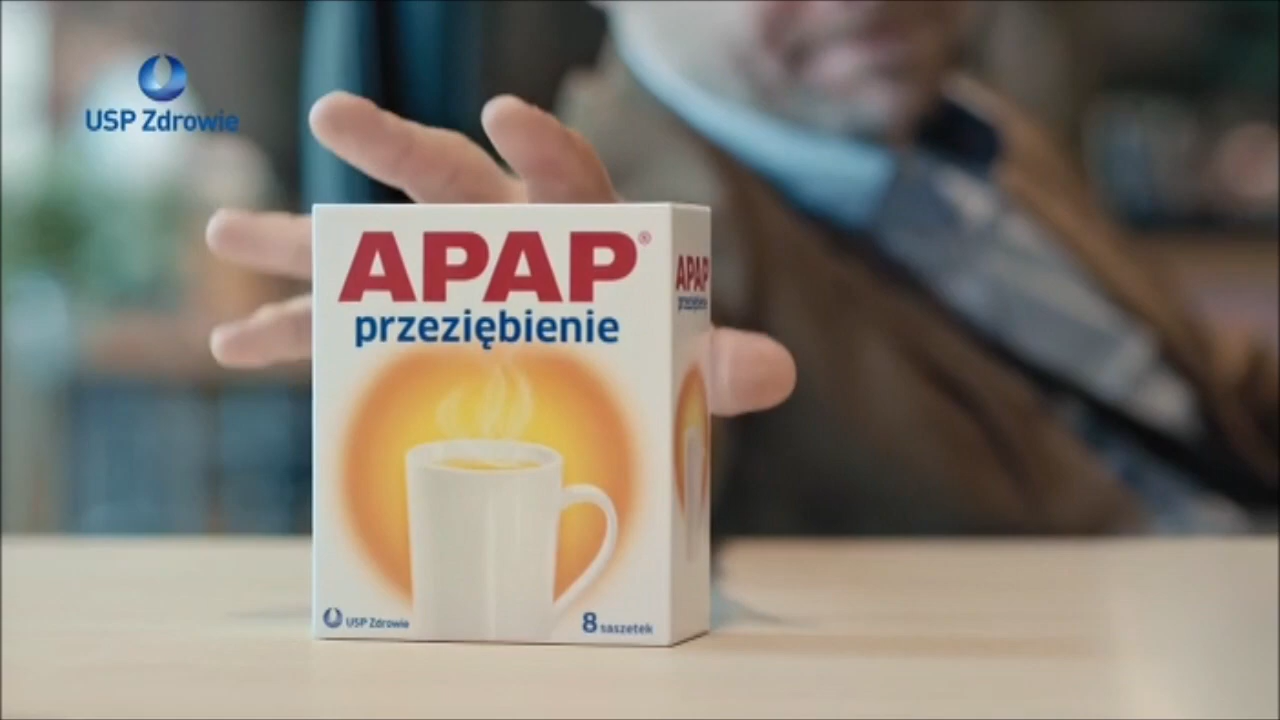 USP Zdrowie
APAP®
przeziębienie
APAP
przeziębienie
USP Zdrowie
8 saszetek